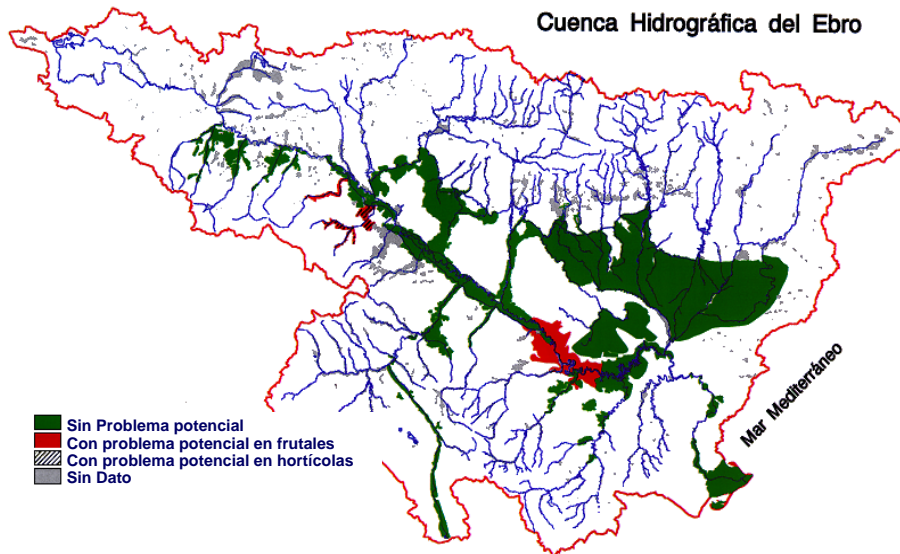 Cuenca Hidrográfica del Ebro
Mar Mediterráneo
Sin Problema potencial
Con problema potencial en frutales
Con problema potencial en hortícolas
Sin Dato